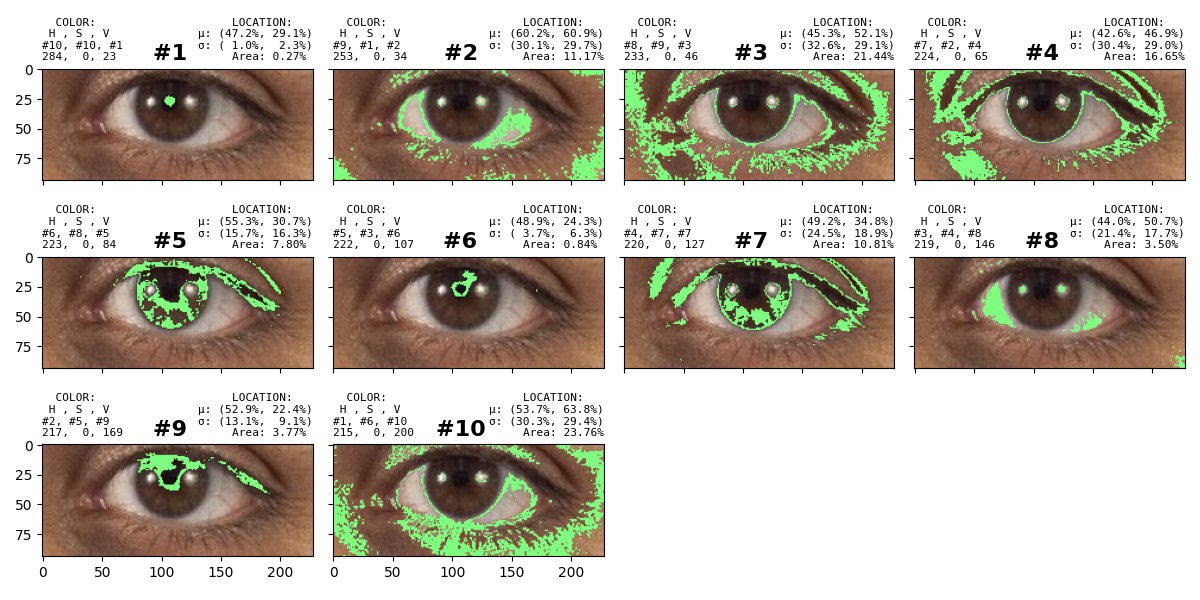 COLOR: LOCATION: COLOR: LOCATION: COLOR: LOCATION: COLOR: LOCATION:
H , S , V μ: (47.2%, 29.1%) H , S , V μ: (60.2%, 60.9%) H , S , V μ: (45.3%, 52.1%) H , S , V μ: (42.6%, 46.9%)
#10, #10, #1 #1 σ: ( 1.0%, 2.3%) #9, #1, #2 #2 σ: (30.1%, 29.7%) #8, #9, #3 #3 σ: (32.6%, 29.1%) #7, #2, #4 #4 σ: (30.4%, 29.0%)
284, 0, 23 Area: 0.27% 253, 0, 34 Area: 11.17% 233, 0, 46 Area: 21.44% 224, 0, 65 Area: 16.65%
0
25
50
75
COLOR: LOCATION: COLOR: LOCATION: COLOR: LOCATION: COLOR: LOCATION:
H , S , V μ: (55.3%, 30.7%) H , S , V μ: (48.9%, 24.3%) H , S , V μ: (49.2%, 34.8%) H , S , V μ: (44.0%, 50.7%)
#6, #8, #5 #5 σ: (15.7%, 16.3%) #5, #3, #6 #6 σ: ( 3.7%, 6.3%) #4, #7, #7 #7 σ: (24.5%, 18.9%) #3, #4, #8 #8 σ: (21.4%, 17.7%)
223, 0, 84 Area: 7.80% 222, 0, 107 Area: 0.84% 220, 0, 127 Area: 10.81% 219, 0, 146 Area: 3.50%
0
25
50
75
COLOR: LOCATION: COLOR: LOCATION:
H , S , V μ: (52.9%, 22.4%) H , S , V μ: (53.7%, 63.8%)
#2, #5, #9 #9 σ: (13.1%, 9.1%) #1, #6, #10 #10 σ: (30.3%, 29.4%)
217, 0, 169 Area: 3.77% 215, 0, 200 Area: 23.76%
0
25
50
75
0 50 100 150 200 0 50 100 150 200